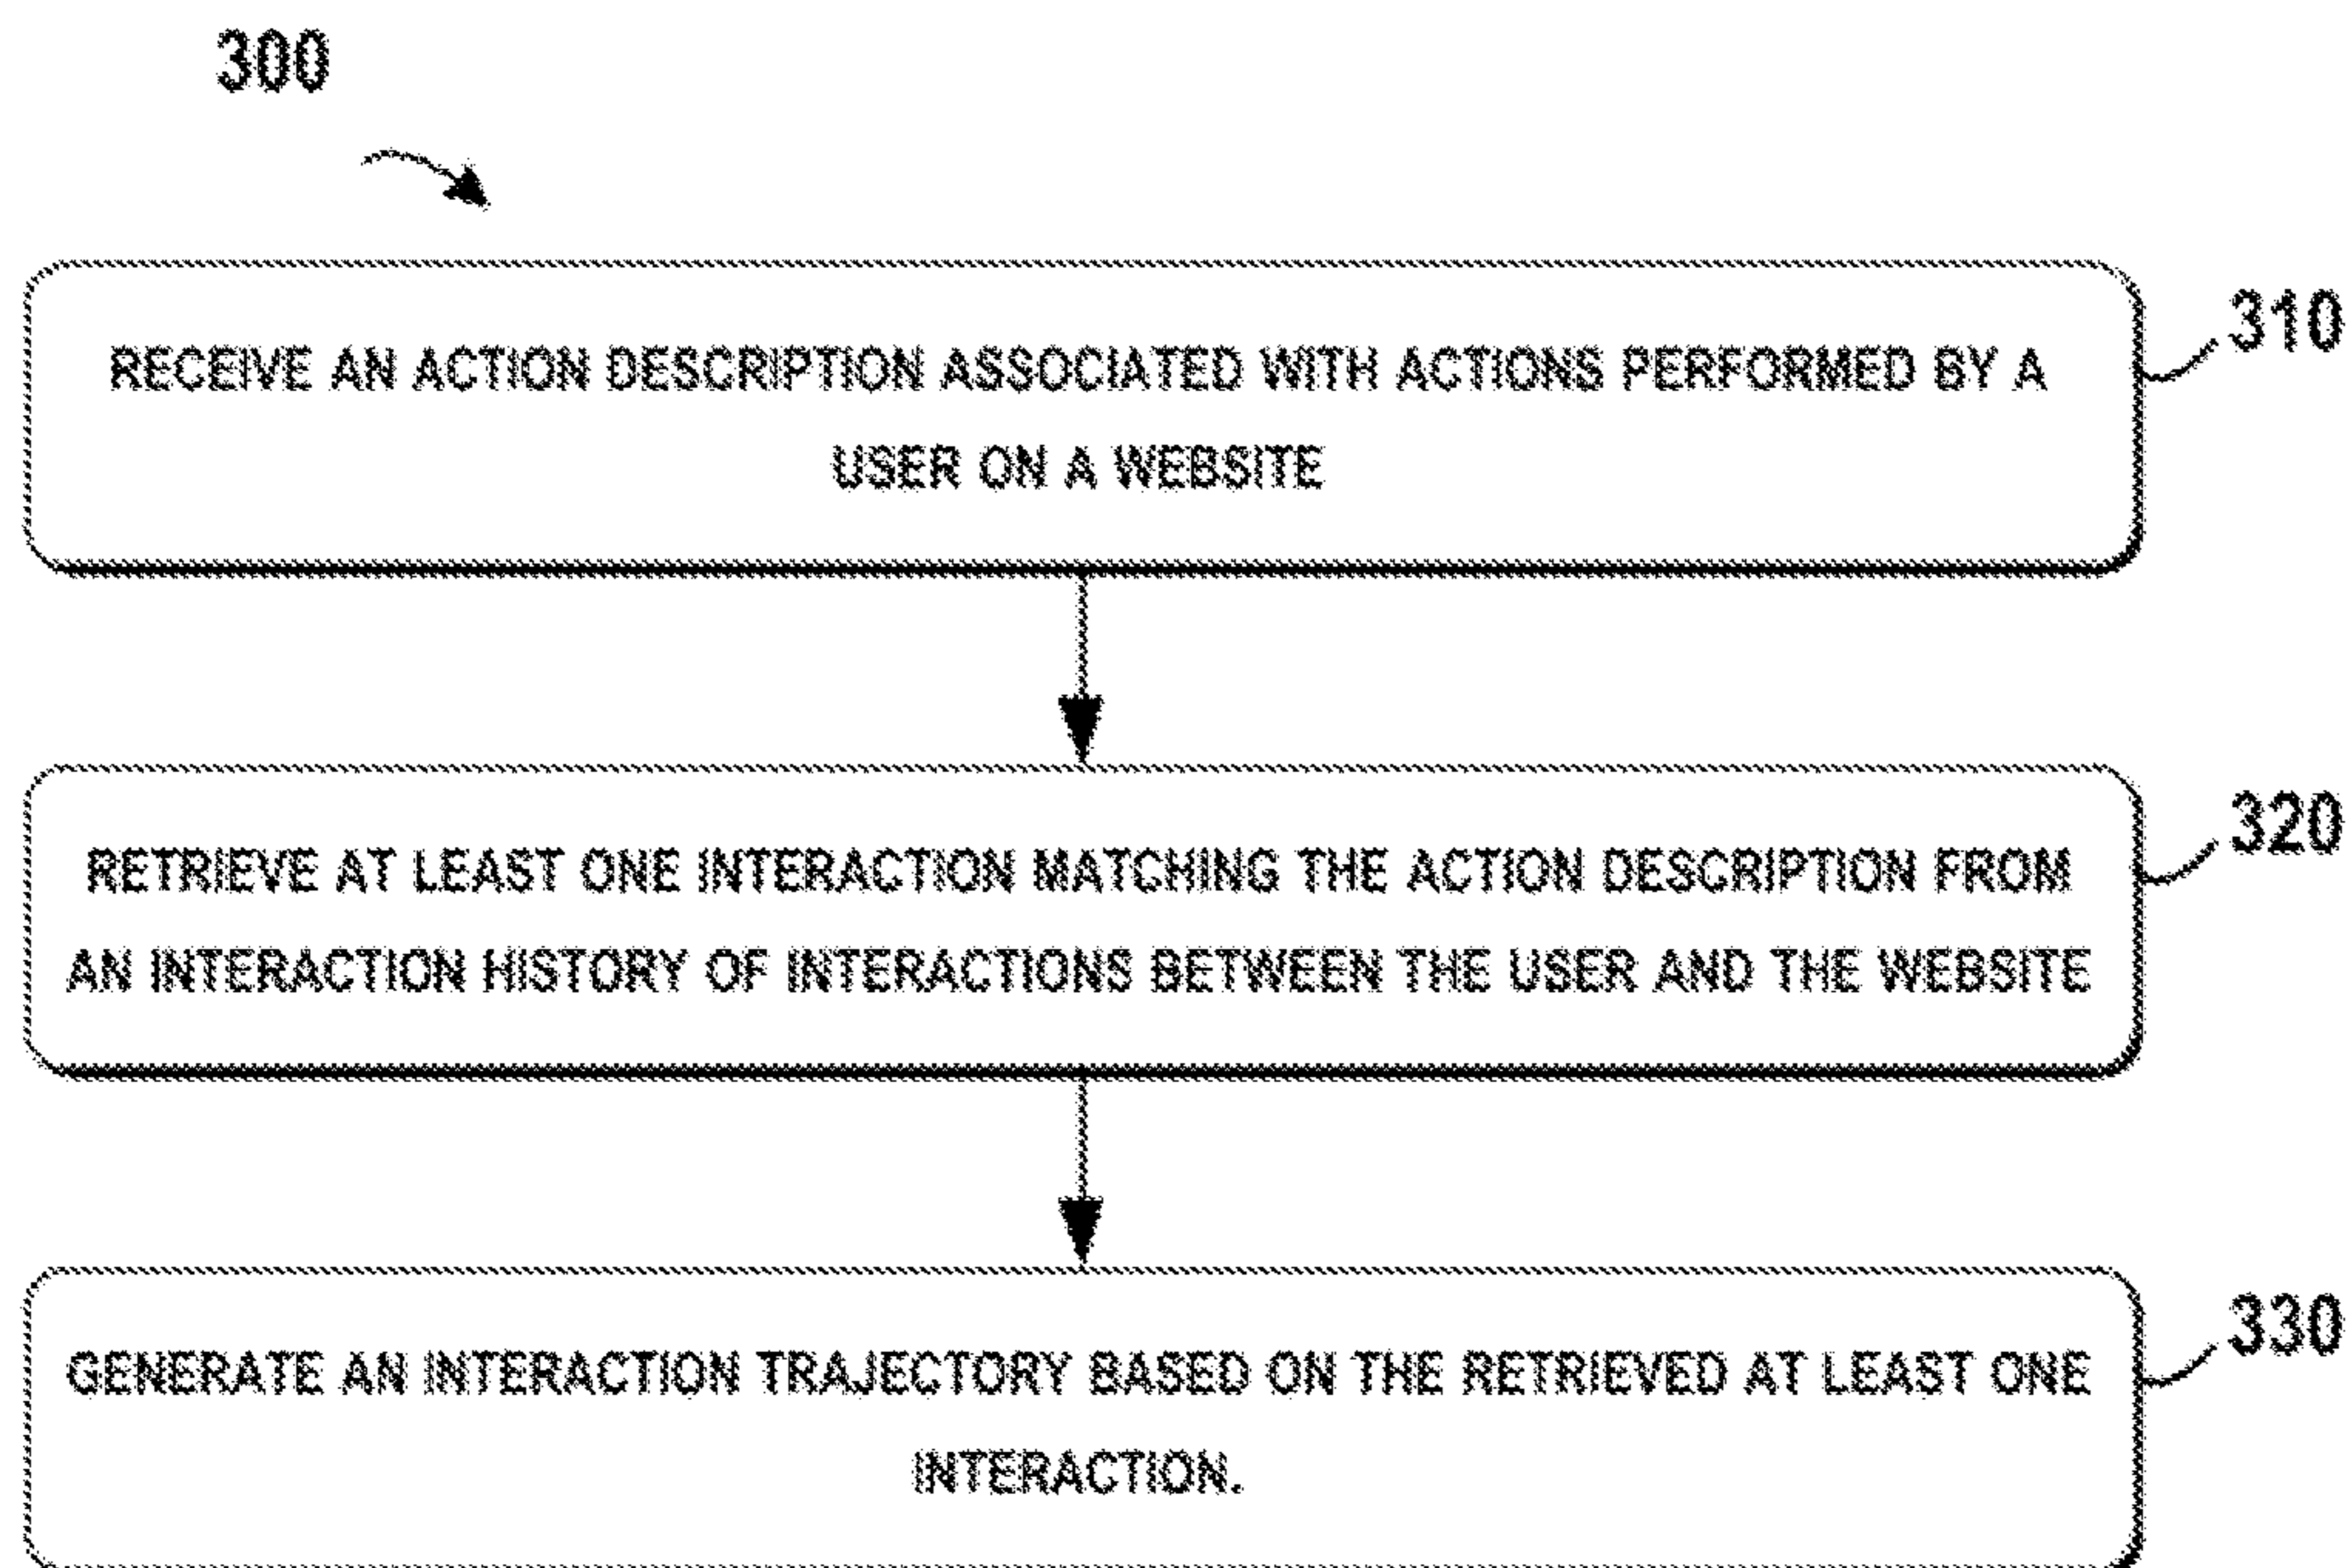 300
RECEIVE AN ACTION DESCRIPTION ASSOCIATED WITH ACTIONS PERFORMED BY A
USER ON A WEBSITE
310
RETRIEVE AT LEAST ONE INTERACTION MATCHING THE ACTION DESCRIPTION FROM
AN INTERACTION HISTORY OF INTERACTIONS BETWEEN THE USER AND THE WEBSITE
320
GENERATE AN INTERACTION TRAJECTORY BASED ON THE RETRIEVED AT LEAST ONE
INTERACTION.
330